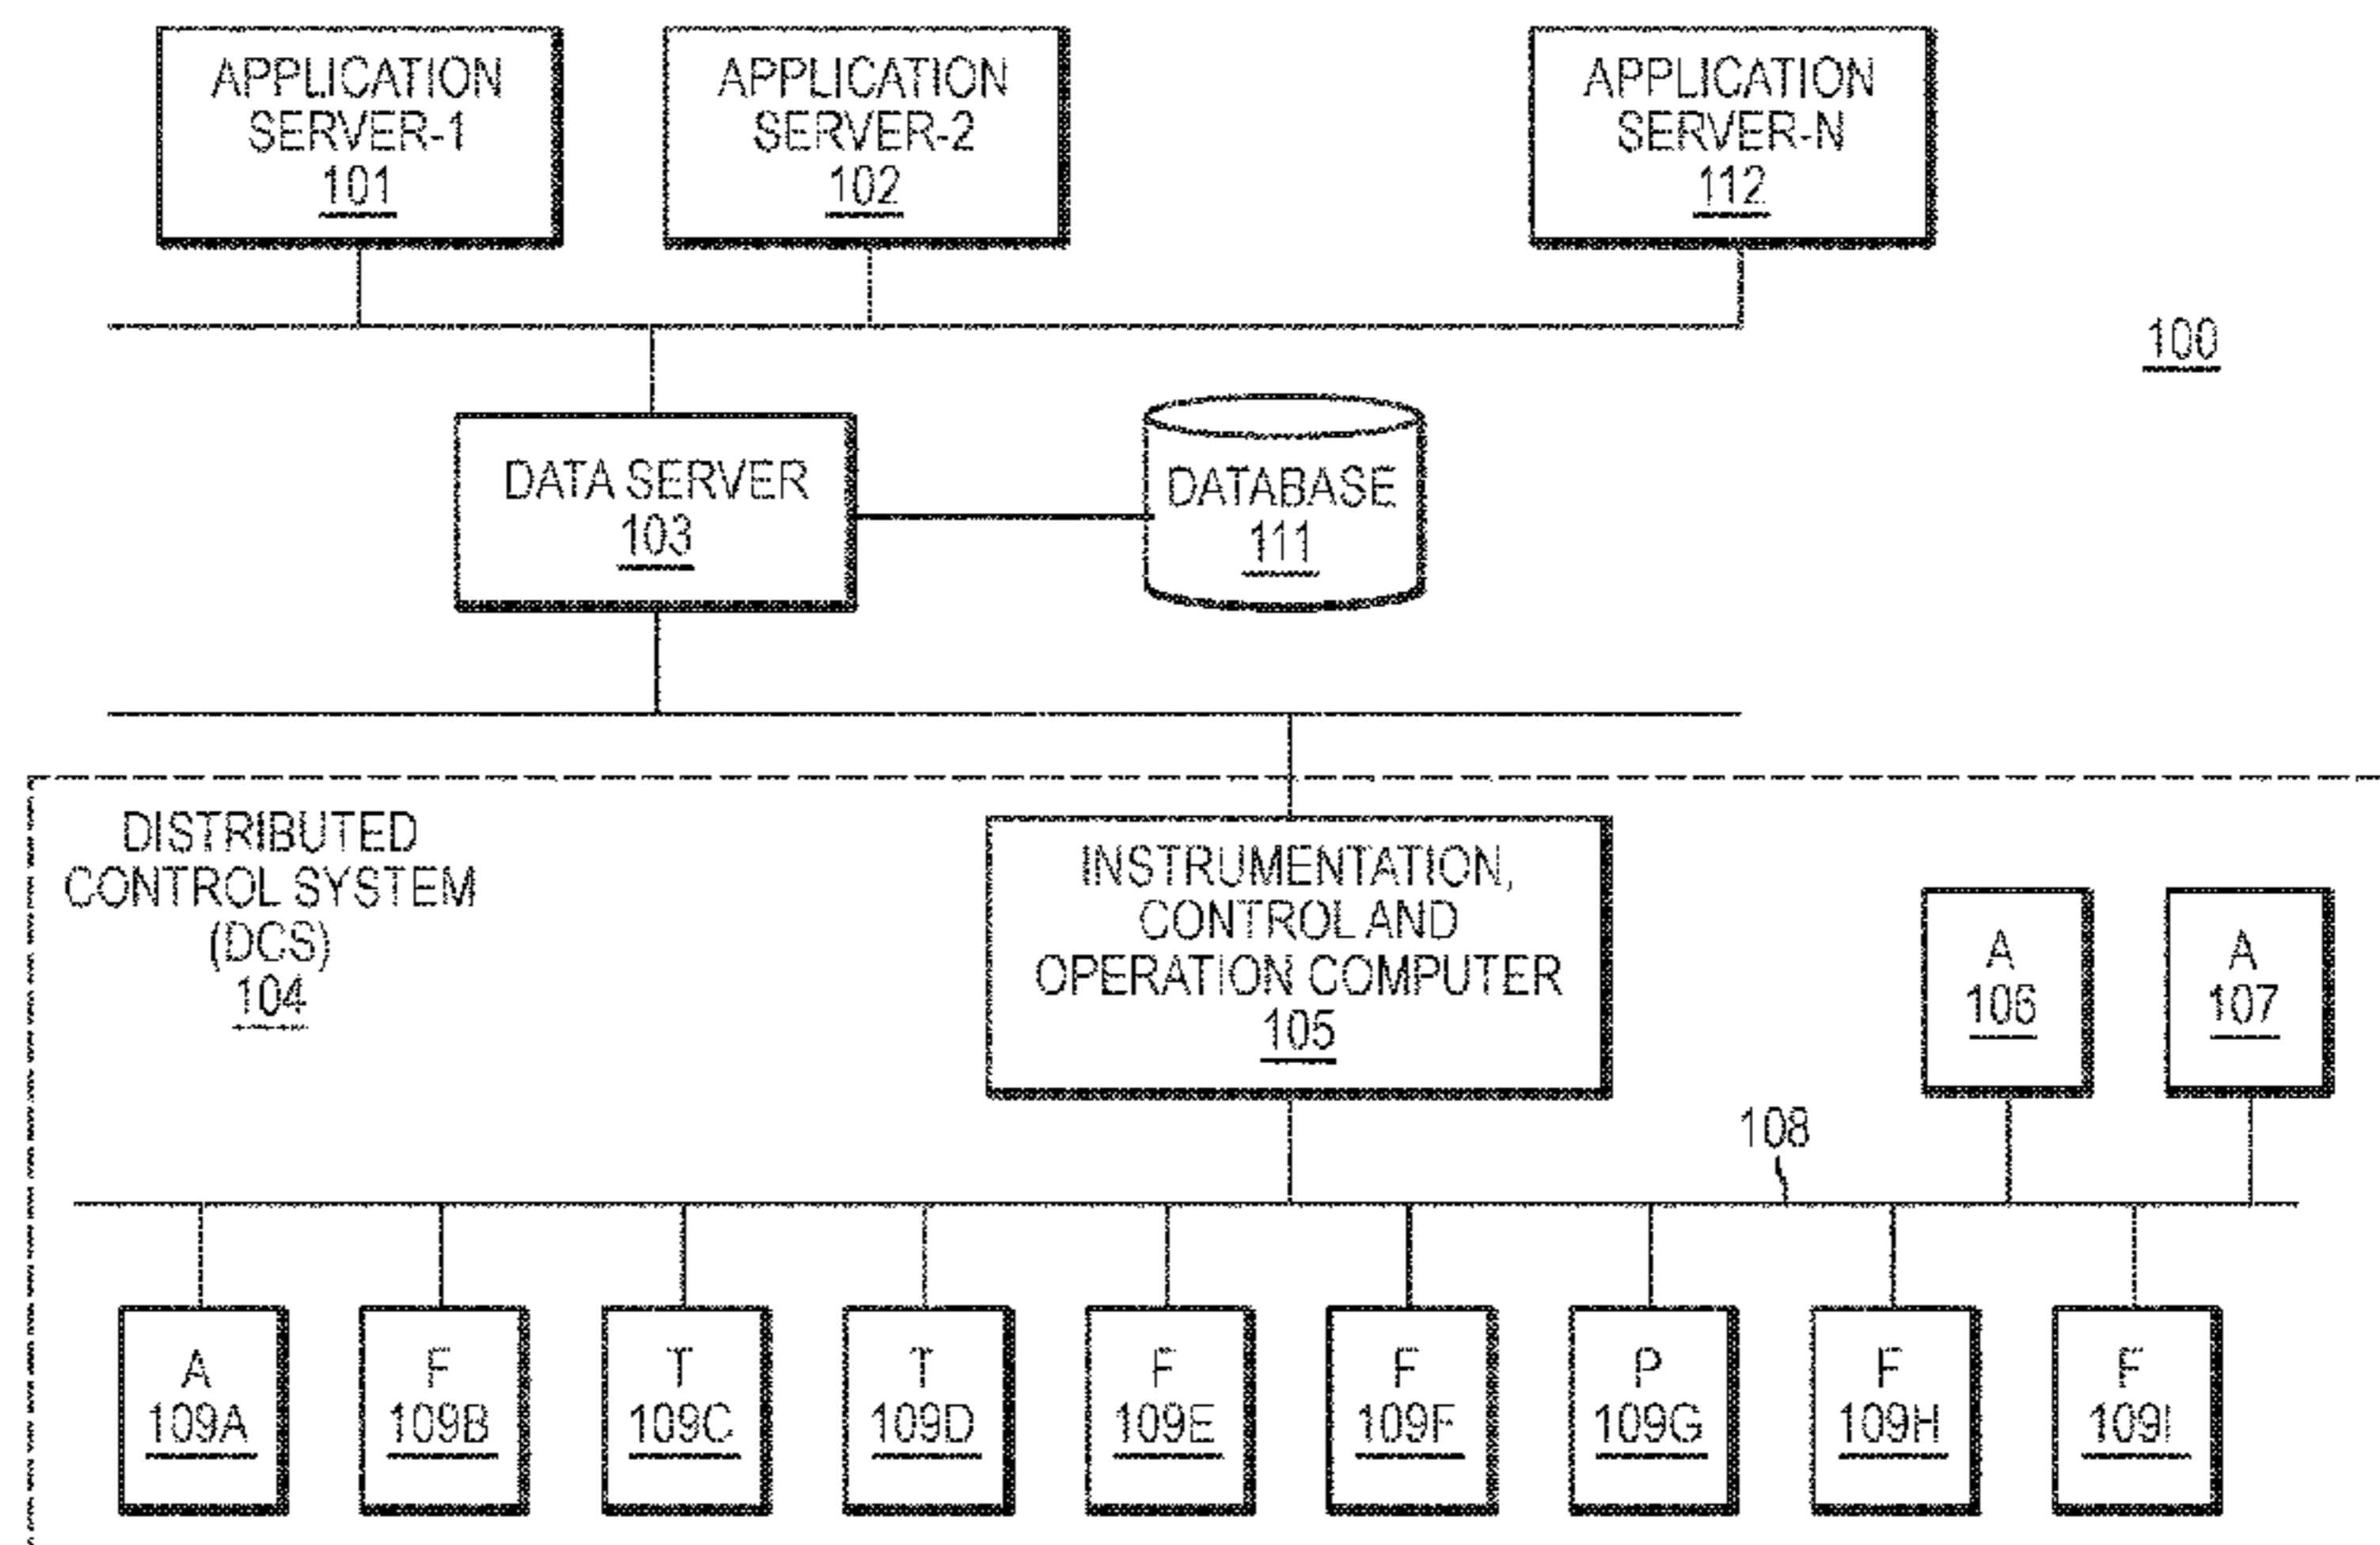 APPLICATION
SERVER-1
101
APPLICATION
SERVER-2
102
APPLICATION
SERVER-N
112
100
DATA SERVER
103
DATABASE
111
DISTRIBUTED
CONTROL SYSTEM
(DCS)
104
INSTRUMENTATION,
CONTROL AND
OPERATION COMPUTER
105
A
106
A
107
108
A
109A
F
109B
T
109C
T
109D
F
109E
F
109F
P
109G
F
109H
F
109I